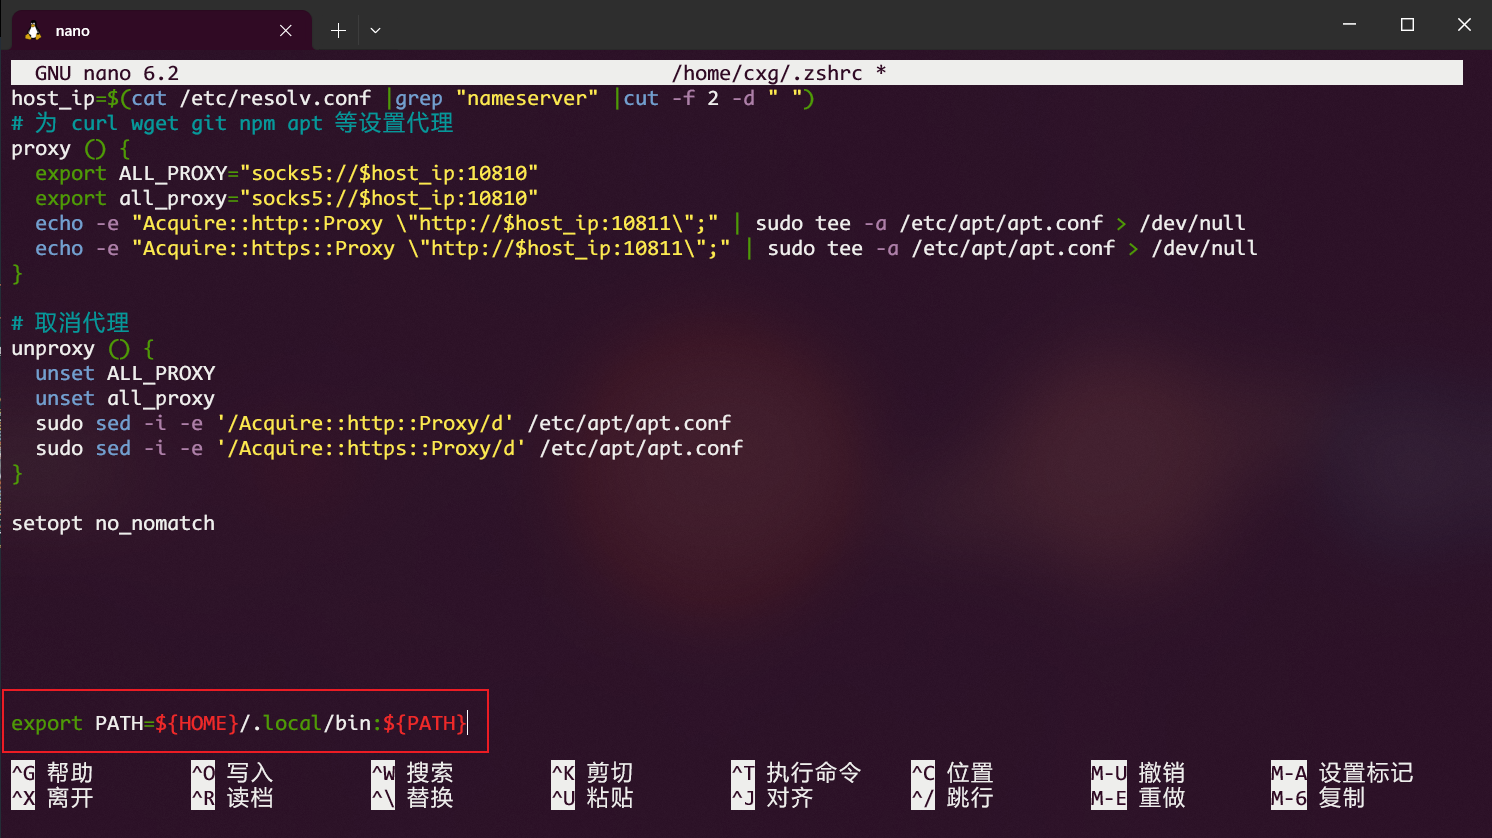 nano
GNU nano 6.2 /home/cxg/.zshrc *
host_ip=$(cat /etc/resolv.conf |grep "nameserver" |cut -f 2 -d " ")
# 为 curl wget git npm apt 等设置代理
proxy () {
  export ALL_PROXY="socks5://$host_ip:10810"
  export all_proxy="socks5://$host_ip:10810"
  echo -e "Acquire::http::Proxy \"http://$host_ip:10811\";" | sudo tee -a /etc/apt/apt.conf > /dev/null
  echo -e "Acquire::https::Proxy \"http://$host_ip:10811\";" | sudo tee -a /etc/apt/apt.conf > /dev/null
}
# 取消代理
unproxy () {
  unset ALL_PROXY
  unset all_proxy
  sudo sed -i -e '/Acquire::http::Proxy/d' /etc/apt/apt.conf
  sudo sed -i -e '/Acquire::https::Proxy/d' /etc/apt/apt.conf
}
setopt no_nomatch
export PATH=${HOME}/.local/bin:${PATH}
^G 帮助 ^O 写入 ^W 搜索 ^K 剪切 ^T 执行命令 ^C 位置 M-U 撤销 M-A 设置标记
^X 离开 ^R 读档 ^\ 替换 ^U 粘贴 ^J 对齐 ^/ 跳行 M-E 重做 M-6 复制